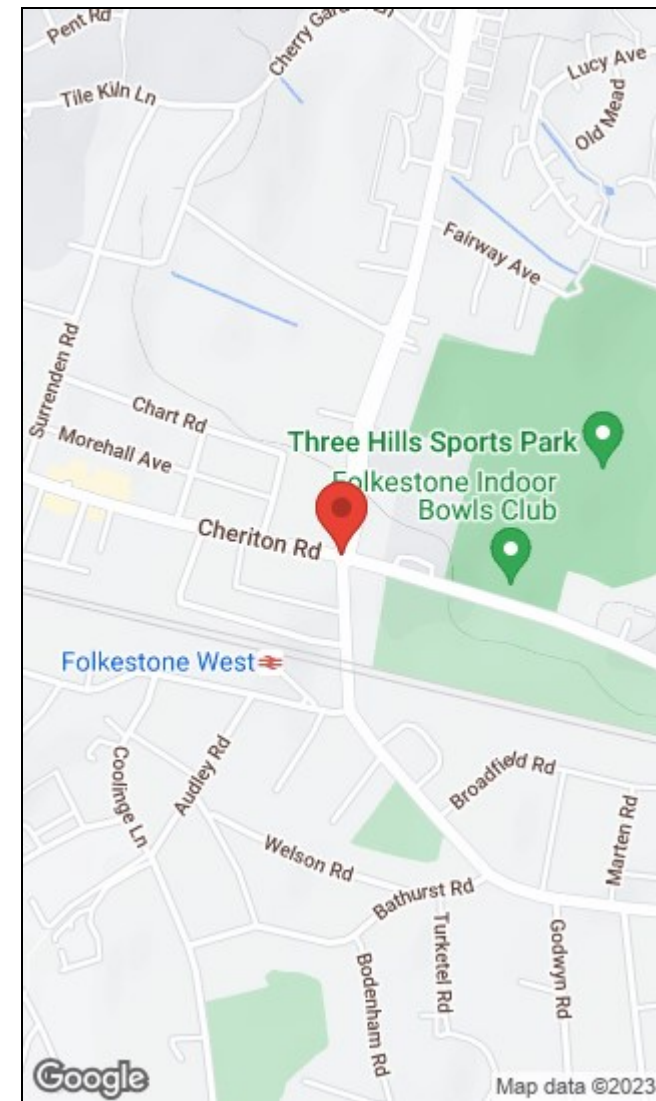 Pent Rd
Tile Kiln Ln
Lucy Ave
Old Mead
Fairway Ave
Surrenden Rd
Chart Rd
Morehall Ave
Three Hills Sports Park
Folkestone Indoor
Bowls Club
Cheriton Rd
Folkestone West
Coolinge Ln
Audley Rd
Broadfield Rd
Marten Rd
Welson Rd
Bathurst Rd
Turketel Rd
Godwyn Rd
Bodenham Rd
Google
Map data ©2023